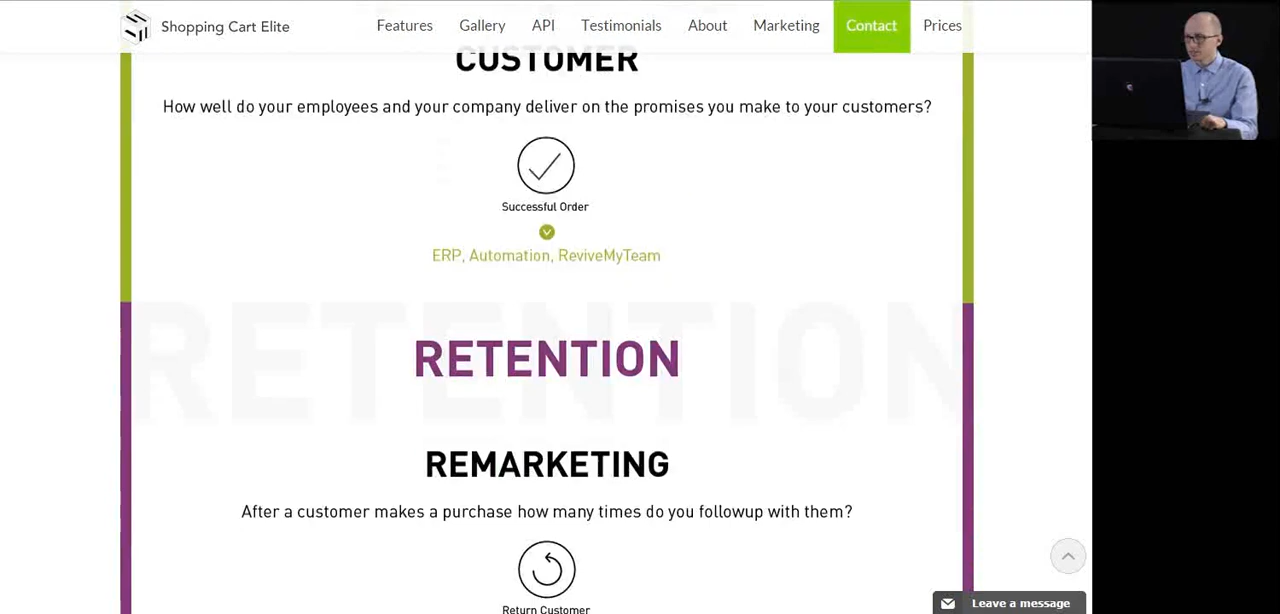 Shopping Cart Elite
Features Gallery API Testimonials About Marketing Contact Prices
CUSTOMER
How well do your employees and your company deliver on the promises you make to your customers?
Successful Order
ERP, Automation, ReviveMyTeam
RETENTION
RETENTION
REMARKETING
After a customer makes a purchase how many times do you followup with them?
Return Customer
Leave a message